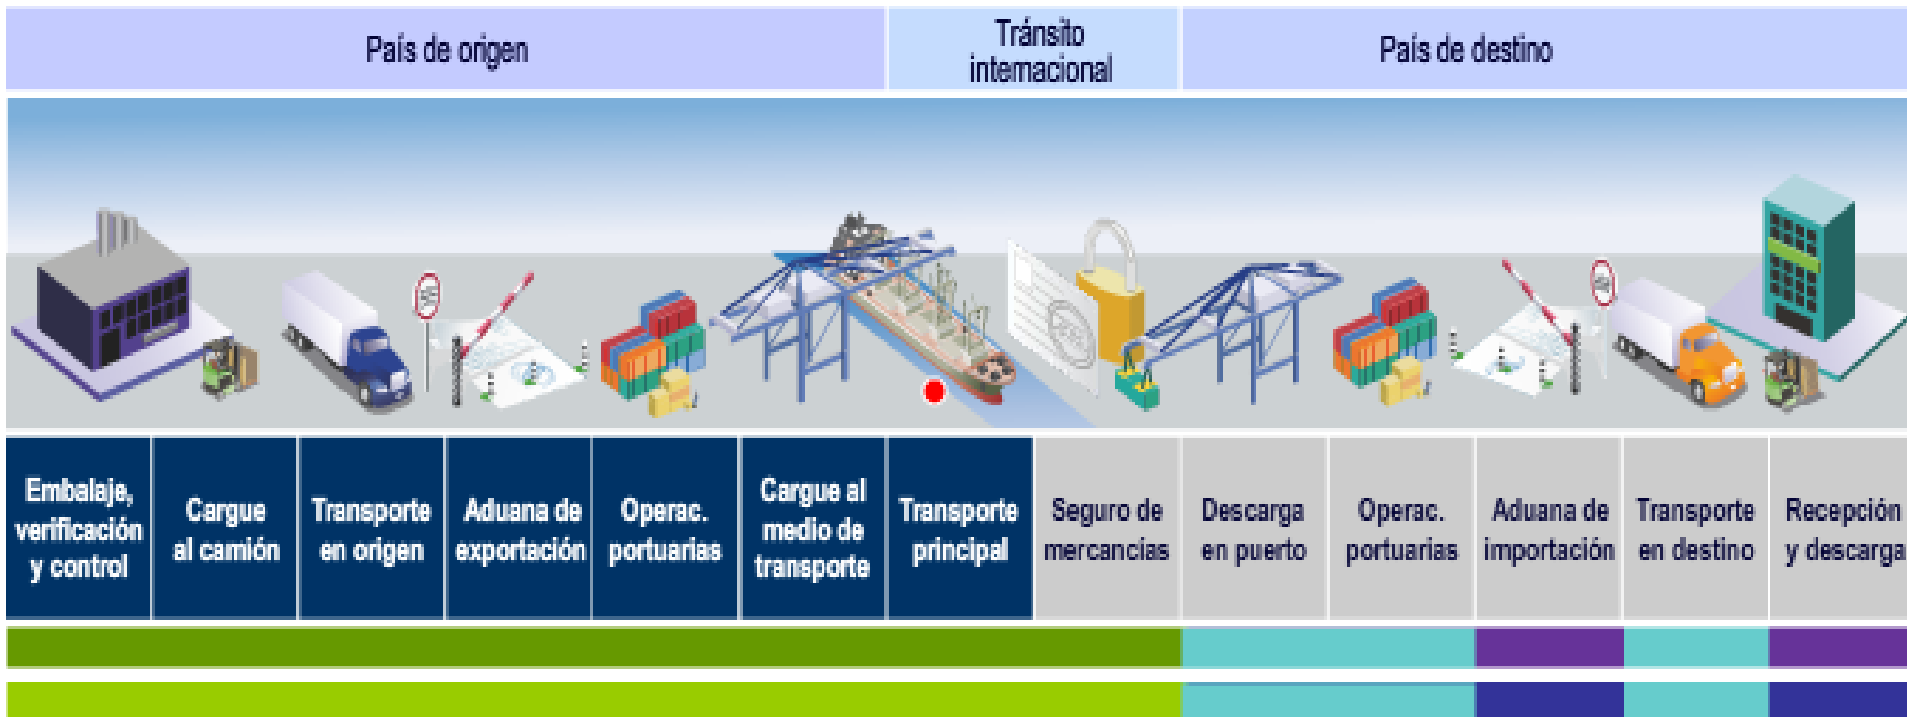 País de origen
Tránsito
internacional
País de destino
Embalaje,
verificación
y control
Cargue
al camión
Transporte
en origen
Aduana de
exportación
Operac.
portuarias
Cargue al
medio de
transporte
Transporte
principal
Seguro de
mercancías
Descarga
en puerto
Operac.
portuarias
Aduana de
importación
Transporte
en destino
Recepción
y descarga